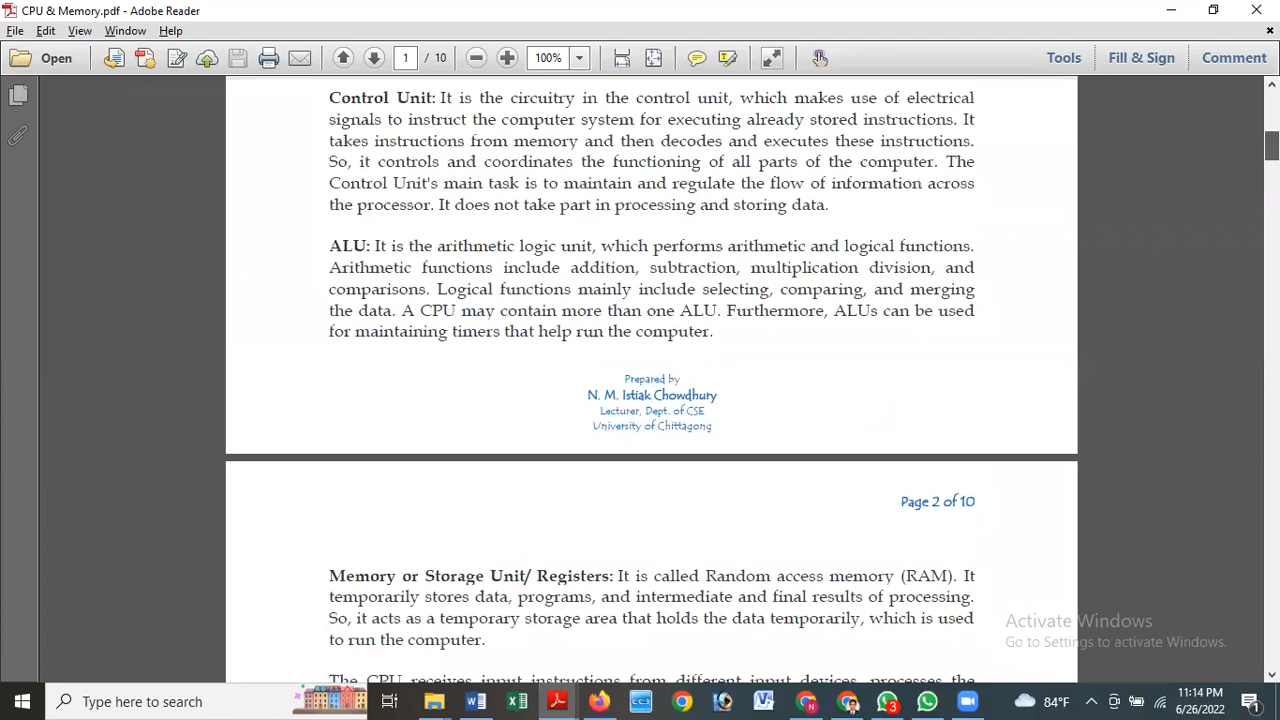 CPU & Memory.pdf - Adobe Reader
File Edit View Window Help
Open 1 / 10 100% Tools Fill & Sign Comment
Control Unit: It is the circuitry in the control unit, which makes use of electrical
signals to instruct the computer system for executing already stored instructions. It
takes instructions from memory and then decodes and executes these instructions.
So, it controls and coordinates the functioning of all parts of the computer. The
Control Unit's main task is to maintain and regulate the flow of information across
the processor. It does not take part in processing and storing data.
ALU: It is the arithmetic logic unit, which performs arithmetic and logical functions.
Arithmetic functions include addition, subtraction, multiplication division, and
comparisons. Logical functions mainly include selecting, comparing, and merging
the data. A CPU may contain more than one ALU. Furthermore, ALUs can be used
for maintaining timers that help run the computer.
Prepared by
N. M. Istiak Chowdhury
Lecturer, Dept. of CSE
University of Chittagong
Page 2 of 10
Memory or Storage Unit/ Registers: It is called Random access memory (RAM). It
temporarily stores data, programs, and intermediate and final results of processing.
So, it acts as a temporary storage area that holds the data temporarily, which is used
to run the computer.
The CPU receives input instructions from different input devices, processes the
Activate Windows
Go to Settings to activate Windows.
Type here to search
3
84°F
11:14 PM
6/26/2022
1